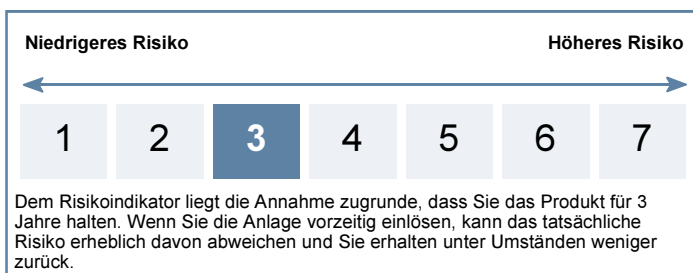 Niedrigeres Risiko Höheres Risiko
1 2 3 4 5 6 7
Dem Risikoindikator liegt die Annahme zugrunde, dass Sie das Produkt für 3
Jahre halten. Wenn Sie die Anlage vorzeitig einlösen, kann das tatsächliche
Risiko erheblich davon abweichen und Sie erhalten unter Umständen weniger
zurück.